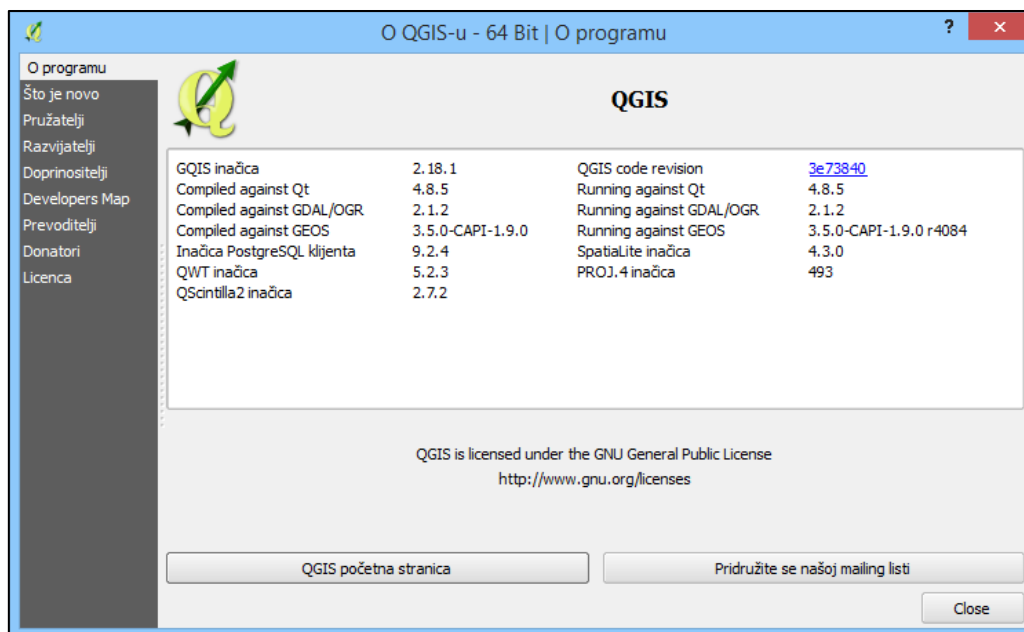 O QGIS-u - 64 Bit | O programu
?
O programu
Što je novo
Pružatelji
Razvijatelji
Doprinositelji
Developers Map
Prevoditelji
Donatori
Licenca
QGIS
GQIS inačica 2.18.1 QGIS code revision 3e73840
Compiled against Qt 4.8.5 Running against Qt 4.8.5
Compiled against GDAL/OGR 2.1.2 Running against GDAL/OGR 2.1.2
Compiled against GEOS 3.5.0-CAPI-1.9.0 Running against GEOS 3.5.0-CAPI-1.9.0 r4084
Inačica PostgreSQL klijenta 9.2.4 SpatiaLite inačica 4.3.0
QWT inačica 5.2.3 PROJ.4 inačica 493
QScintilla2 inačica 2.7.2
QGIS is licensed under the GNU General Public License
http://www.gnu.org/licenses
QGIS početna stranica Pridružite se našoj mailing listi
Close